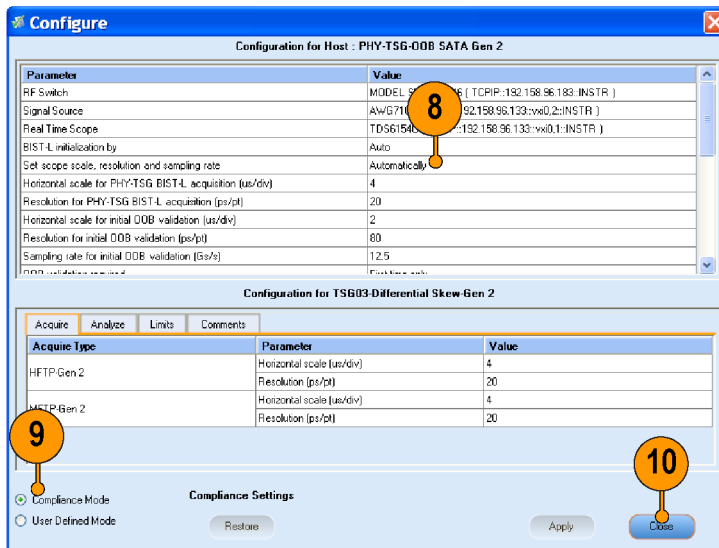 Configure
Configuration for Host : PHY-TSG-OOB SATA Gen 2
Parameter Value
RF Switch MODEL ( TCPIP::192.158.96.183::INSTR )
Signal Source 92.158.96.133::vxi0,2::INSTR )
Real Time Scope 192.158.96.133::vxi0,1::INSTR )
8
BIST-L initialization by Auto
Set scope scale, resolution and sampling rate Automatically
Horizontal scale for PHY-TSG BIST-L acquisition (us/div) 4
Resolution for PHY-TSG BIST-L acquisition (ps/pt) 20
Horizontal scale for initial OOB validation (us/div) 2
Resolution for initial OOB validation (ps/pt) 80
Sampling rate for initial OOB validation (Gs/s) 12.5
OOB validation required First time only
Configuration for TSG03-Differential Skew-Gen 2
Acquire Analyze Limits Comments
Acquire Type Parameter Value
HFTP-Gen 2 Horizontal scale (us/div) 4
Resolution (ps/pt) 20
MFTP-Gen 2 Horizontal scale (us/div) 4
Resolution (ps/pt) 20
9
10
Compliance Mode Compliance Settings
User Defined Mode Restore Apply Close